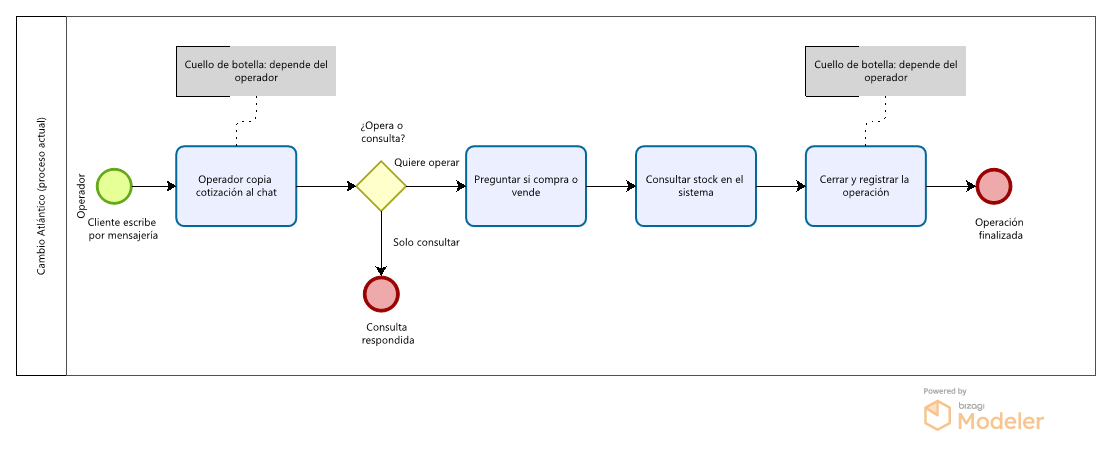 Cambio Atlántico (proceso actual)
Operador
Cuello de botella: depende del
operador
Cuello de botella: depende del
operador
¿Opera o
consulta?
Quiere operar
Operador copia
cotización al chat
Preguntar si compra o
vende
Consultar stock en el
sistema
Cerrar y registrar la
operación
Cliente escribe
por mensajería
Operación
finalizada
Solo consultar
Consulta
respondida
Powered by
bizagi
Modeler